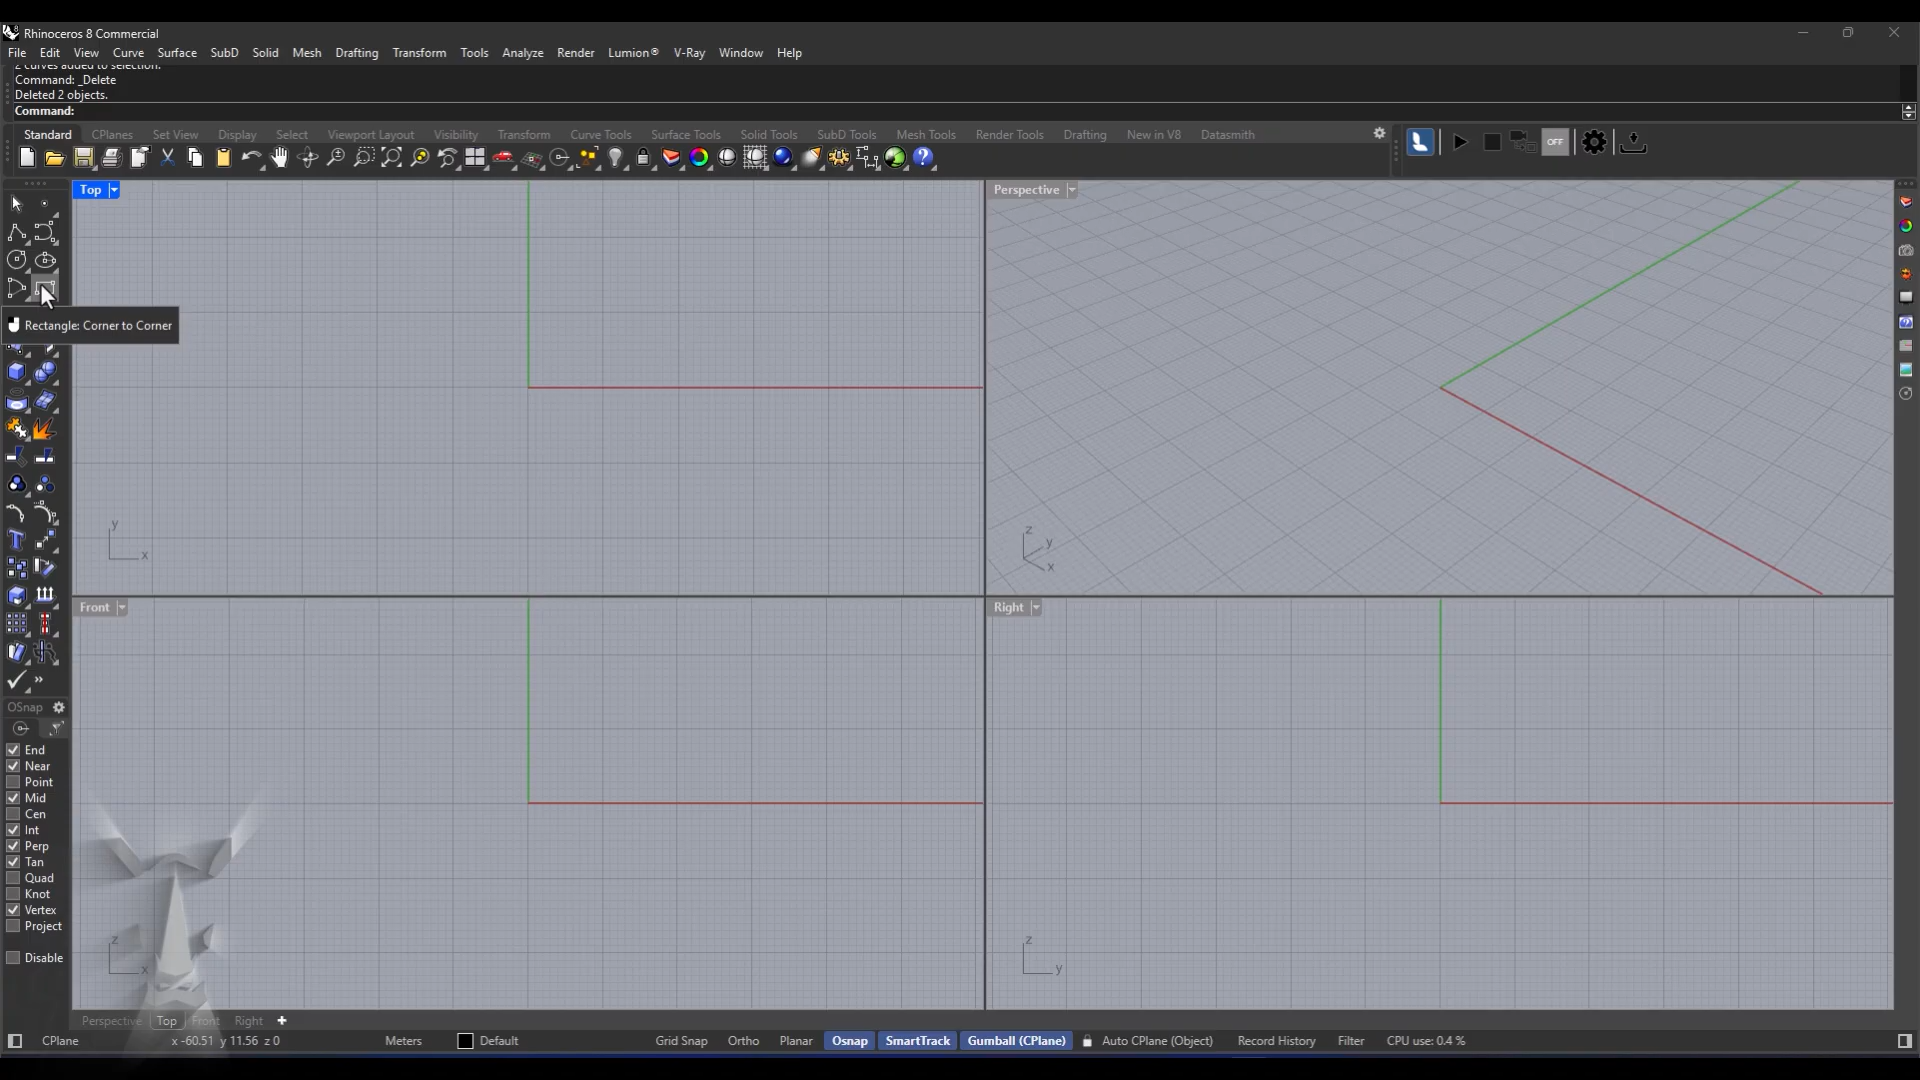 Rhinoceros 8 Commercial
File Edit View Curve Surface SubD Solid Mesh Drafting Transform Tools Analyze Render Lumion® V-Ray Window Help
2 curves added to selection.
Command: _Delete
Deleted 2 objects.
Command:
Standard CPlanes Set View Display Select Viewport Layout Visibility Transform Curve Tools Surface Tools Solid Tools SubD Tools Mesh Tools Render Tools Drafting New in V8 Datasmith
OFF
Top
Perspective
Rectangle: Corner to Corner
y
x
z
y
x
Front
Right
OSnap
End
Near
Point
Mid
Cen
Int
Perp
Tan
Quad
Knot
Vertex
Project
Disable
z
x
z
y
Perspective Top Front Right
CPlane x -60.51 y 11.56 z 0 Meters Default Grid Snap Ortho Planar Osnap SmartTrack Gumball (CPlane) Auto CPlane (Object) Record History Filter CPU use: 0.4 %